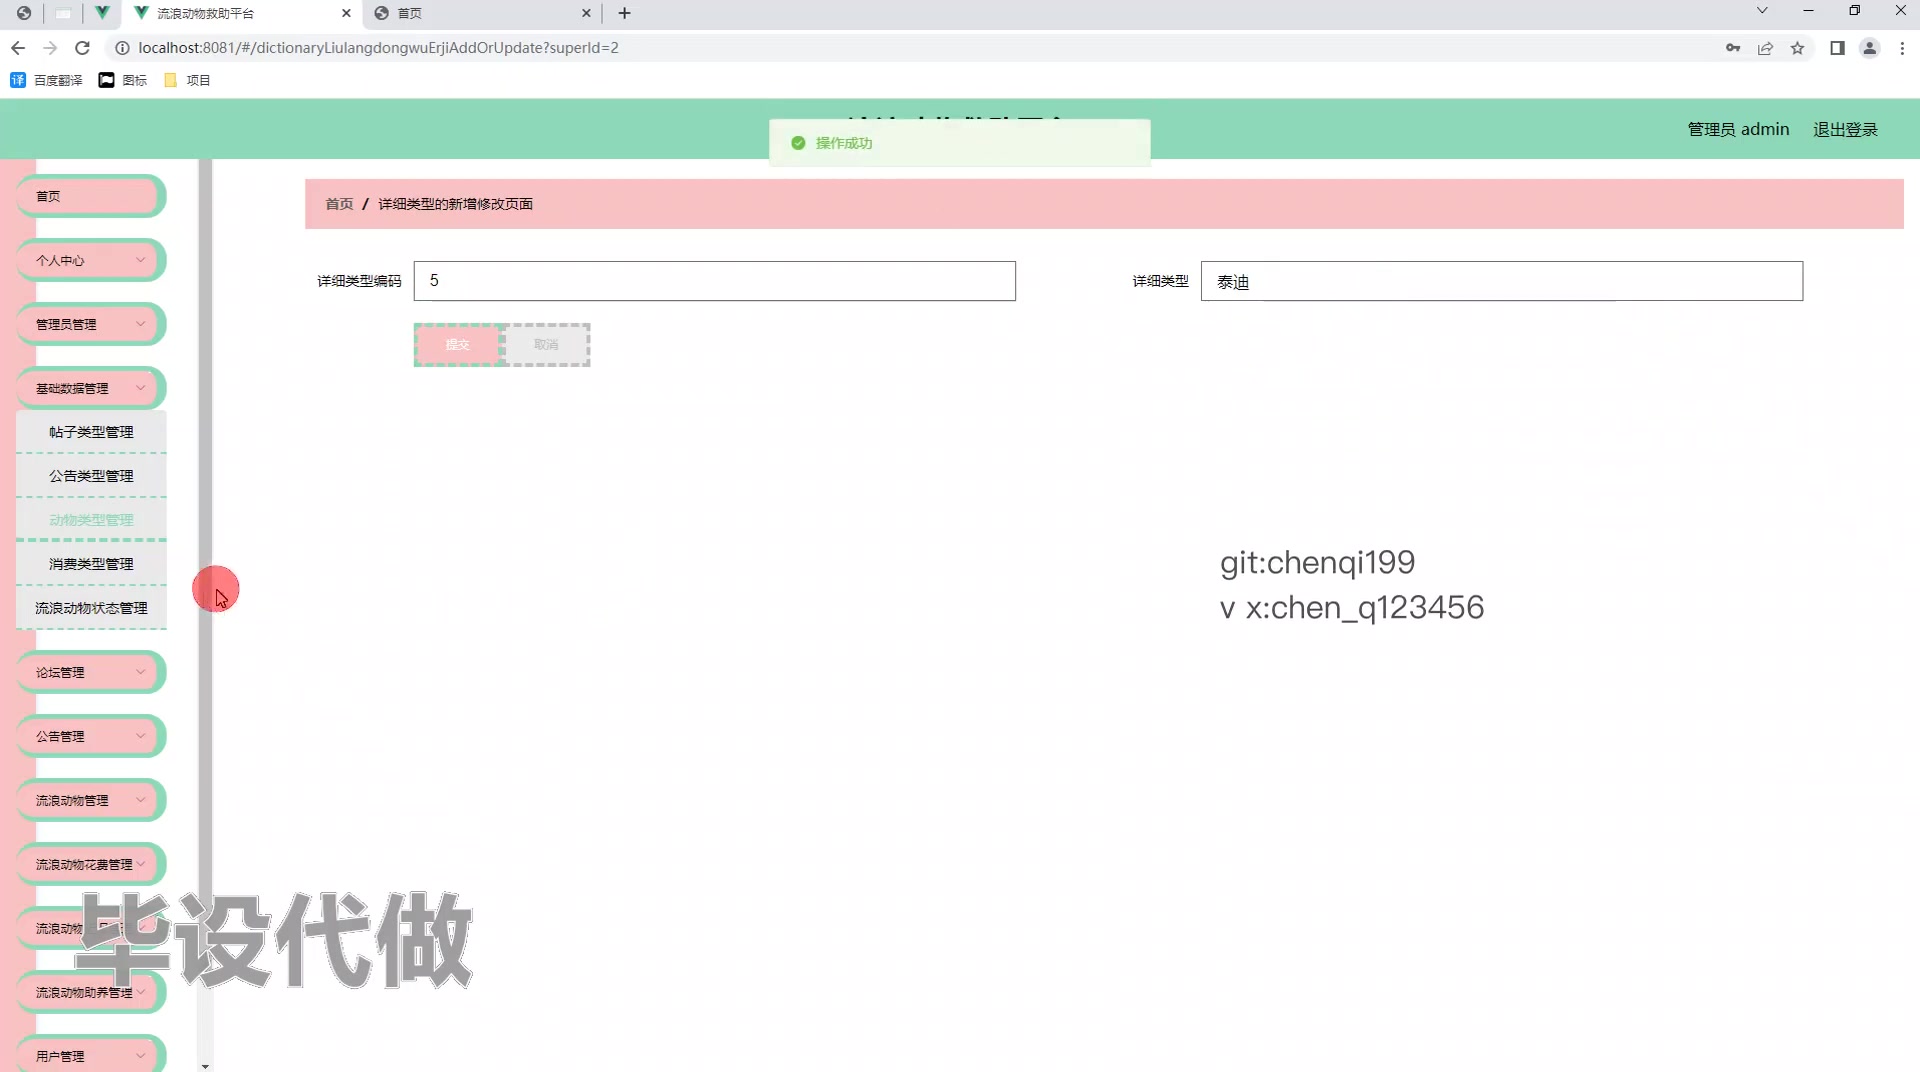 流浪动物救助平台
首页
localhost:8081/#/dictionaryLiulangdongwuErjiAddOrUpdate?superId=2
译 百度翻译
图标
项目
操作成功
管理员 admin
退出登录
首页
个人中心
管理员管理
基础数据管理
帖子类型管理
公告类型管理
动物类型管理
消费类型管理
流浪动物状态管理
论坛管理
公告管理
流浪动物管理
流浪动物花费管理
流浪动物
流浪动物助养管理
用户管理
首页 / 详细类型的新增修改页面
详细类型编码 5
详细类型 泰迪
提交
取消
git:chenqi199
v x:chen_q123456
毕设代做